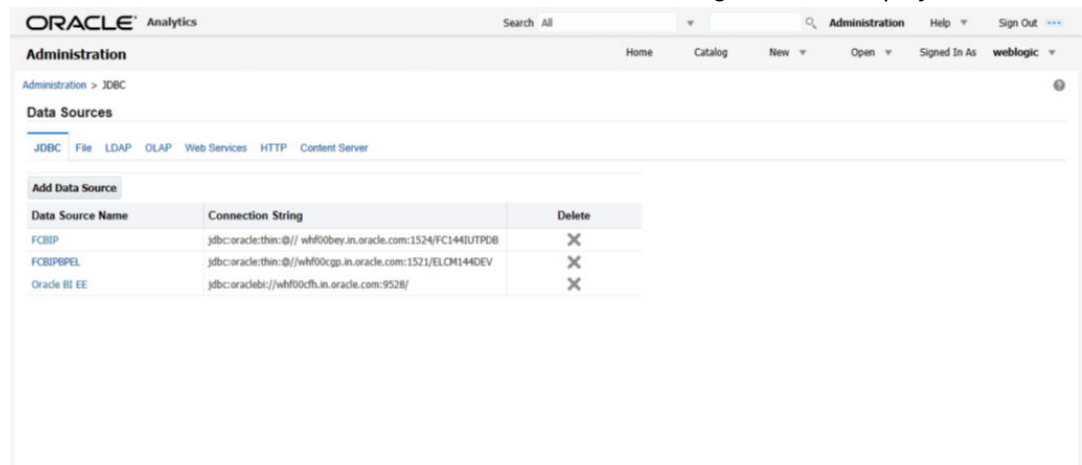 ORACLE Analytics Search All Administration Help Sign Out
Administration Home Catalog New Open Signed In As weblogic
Administration > JDBC
Data Sources
JDBC File LDAP OLAP Web Services HTTP Content Server
Add Data Source
Data Source Name Connection String Delete
FCBIP jdbc:oracle:thin:@// whf00bey.in.oracle.com:1524/FC144IUTPDB
FCBIPBPEL jdbc:oracle:thin:@//whf00cgp.in.oracle.com:1521/ELCM144DEV
Oracle BI EE jdbc:oraclebi://whf00cfh.in.oracle.com:9528/